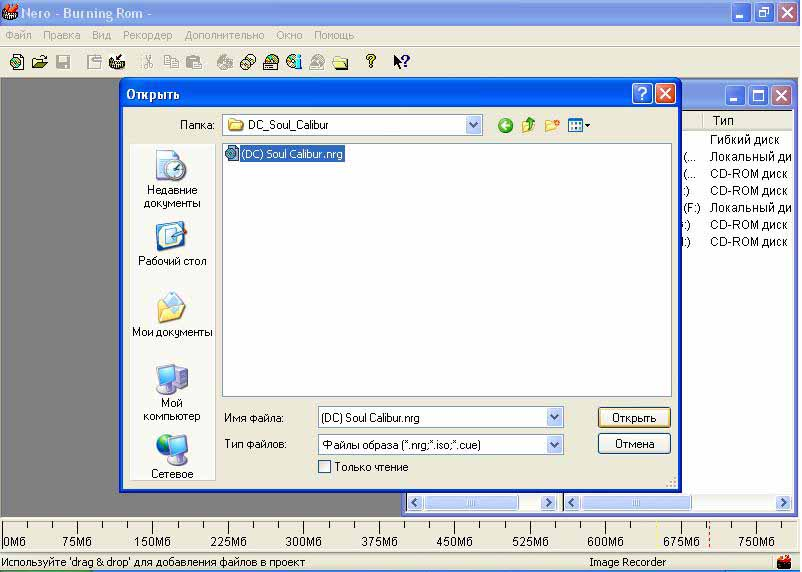 Nero - Burning Rom -
Файл Правка Вид Рекордер Дополнительно Окно Помощь
Открыть
Папка: DC_Soul_Calibur
(DC) Soul Calibur.nrg
Недавние
документы
Рабочий стол
Мои документы
Мой
компьютер
Сетевое
Имя файла: (DC) Soul Calibur.nrg
Открыть
Тип файлов: Файлы образа (*.nrg;*.iso;*.cue)
Отмена
Только чтение
Тип
Гибкий диск
(... Локальный ди
(... CD-ROM диск
:) CD-ROM диск
(F:) Локальный ди
:) CD-ROM диск
:) CD-ROM диск
0Мб 75Мб 150Мб 225Мб 300Мб 375Мб 450Мб 525Мб 600Мб 675Мб 750Мб
Используйте 'drag & drop' для добавления файлов в проект
Image Recorder